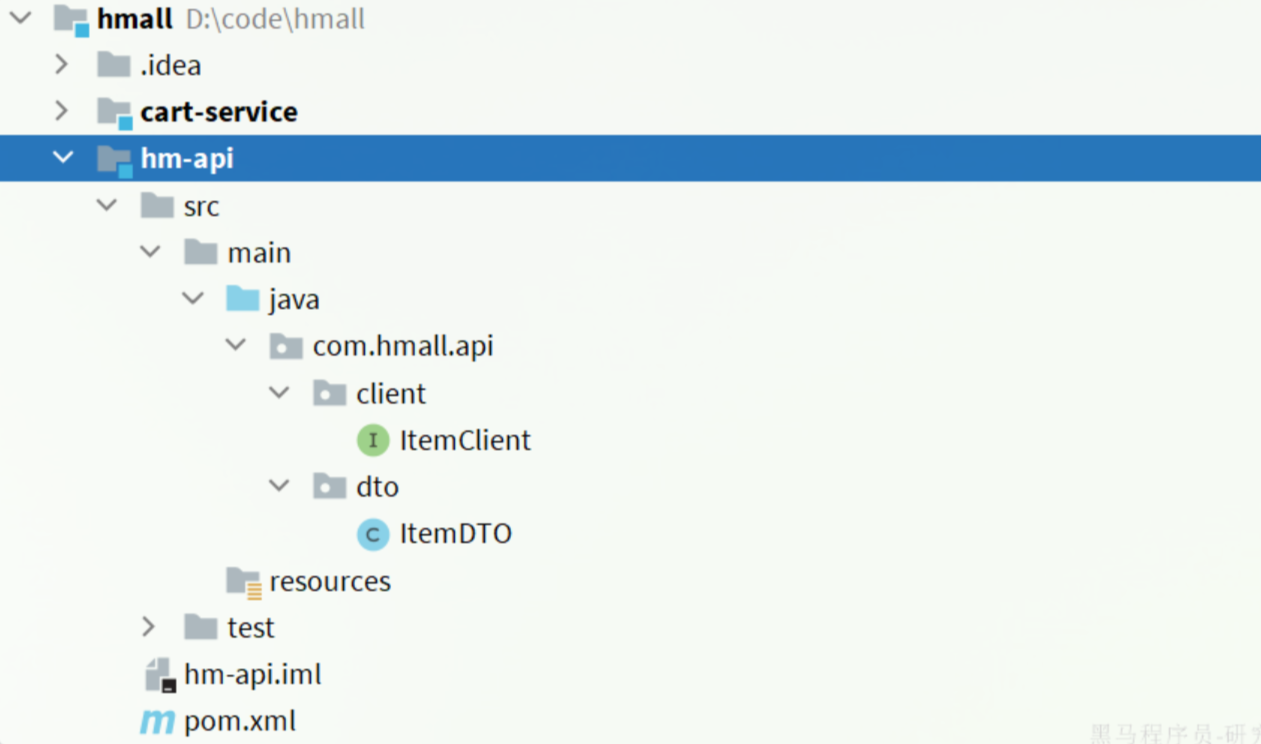 hmall D:\code\hmall
.idea
cart-service
hm-api
src
main
java
com.hmall.api
client
I ItemClient
dto
C ItemDTO
resources
test
hm-api.iml
m pom.xml
黑马程序员-研